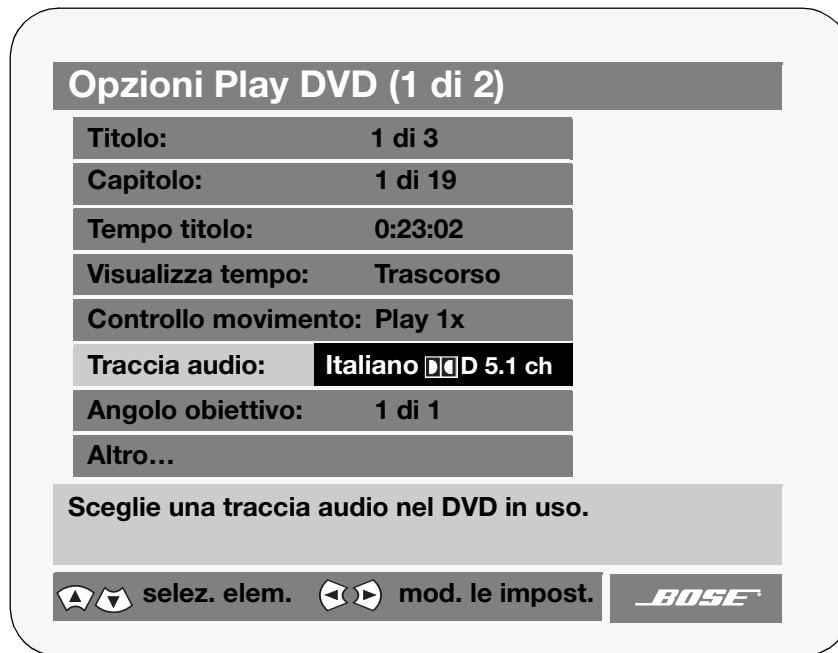 Opzioni Play DVD (1 di 2)
Titolo: 1 di 3
Capitolo: 1 di 19
Tempo titolo: 0:23:02
Visualizza tempo: Trascorso
Controllo movimento: Play 1x
Traccia audio: Italiano D 5.1 ch
Angolo obiettivo: 1 di 1
Altro…
Sceglie una traccia audio nel DVD in uso.
selez. elem. mod. le impost. BOSE